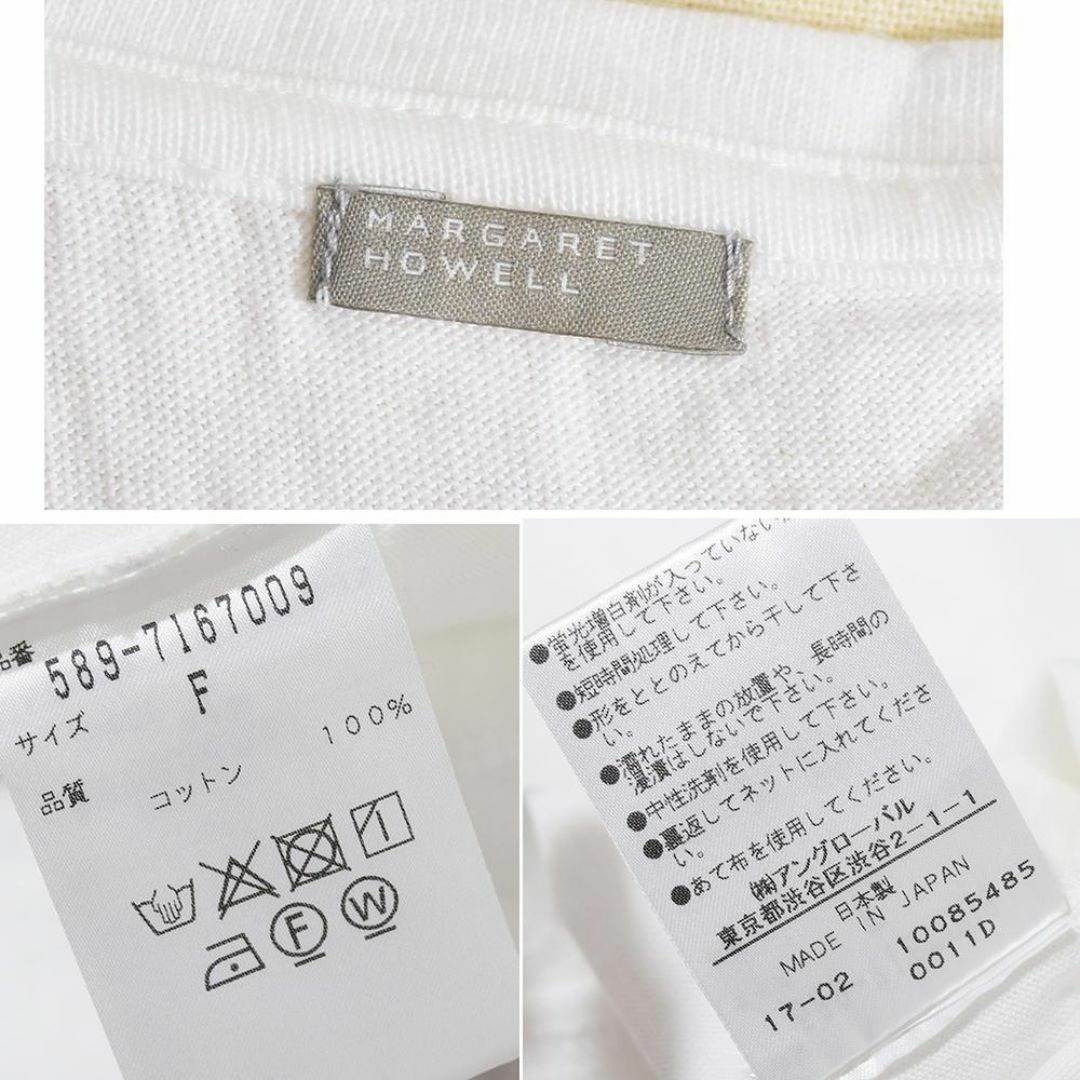 MARGARET
HOWELL
品番
589-7167009
サイズ F
品質 コットン 100%
F W
●蛍光増白剤が入っていない
を使用して下さい。
●短時間処理して下さい。
●形をととのえてから干して下さ
い。
●濡れたままの放置や、長時間の
浸漬はしないで下さい。
●中性洗剤を使用して下さい。
●裏返してネットに入れてくださ
い。
●あて布を使用してください。
㈱アングローバル
東京都渋谷区渋谷2-1-1
日本製
MADE IN JAPAN
17-02 10085485
0011D